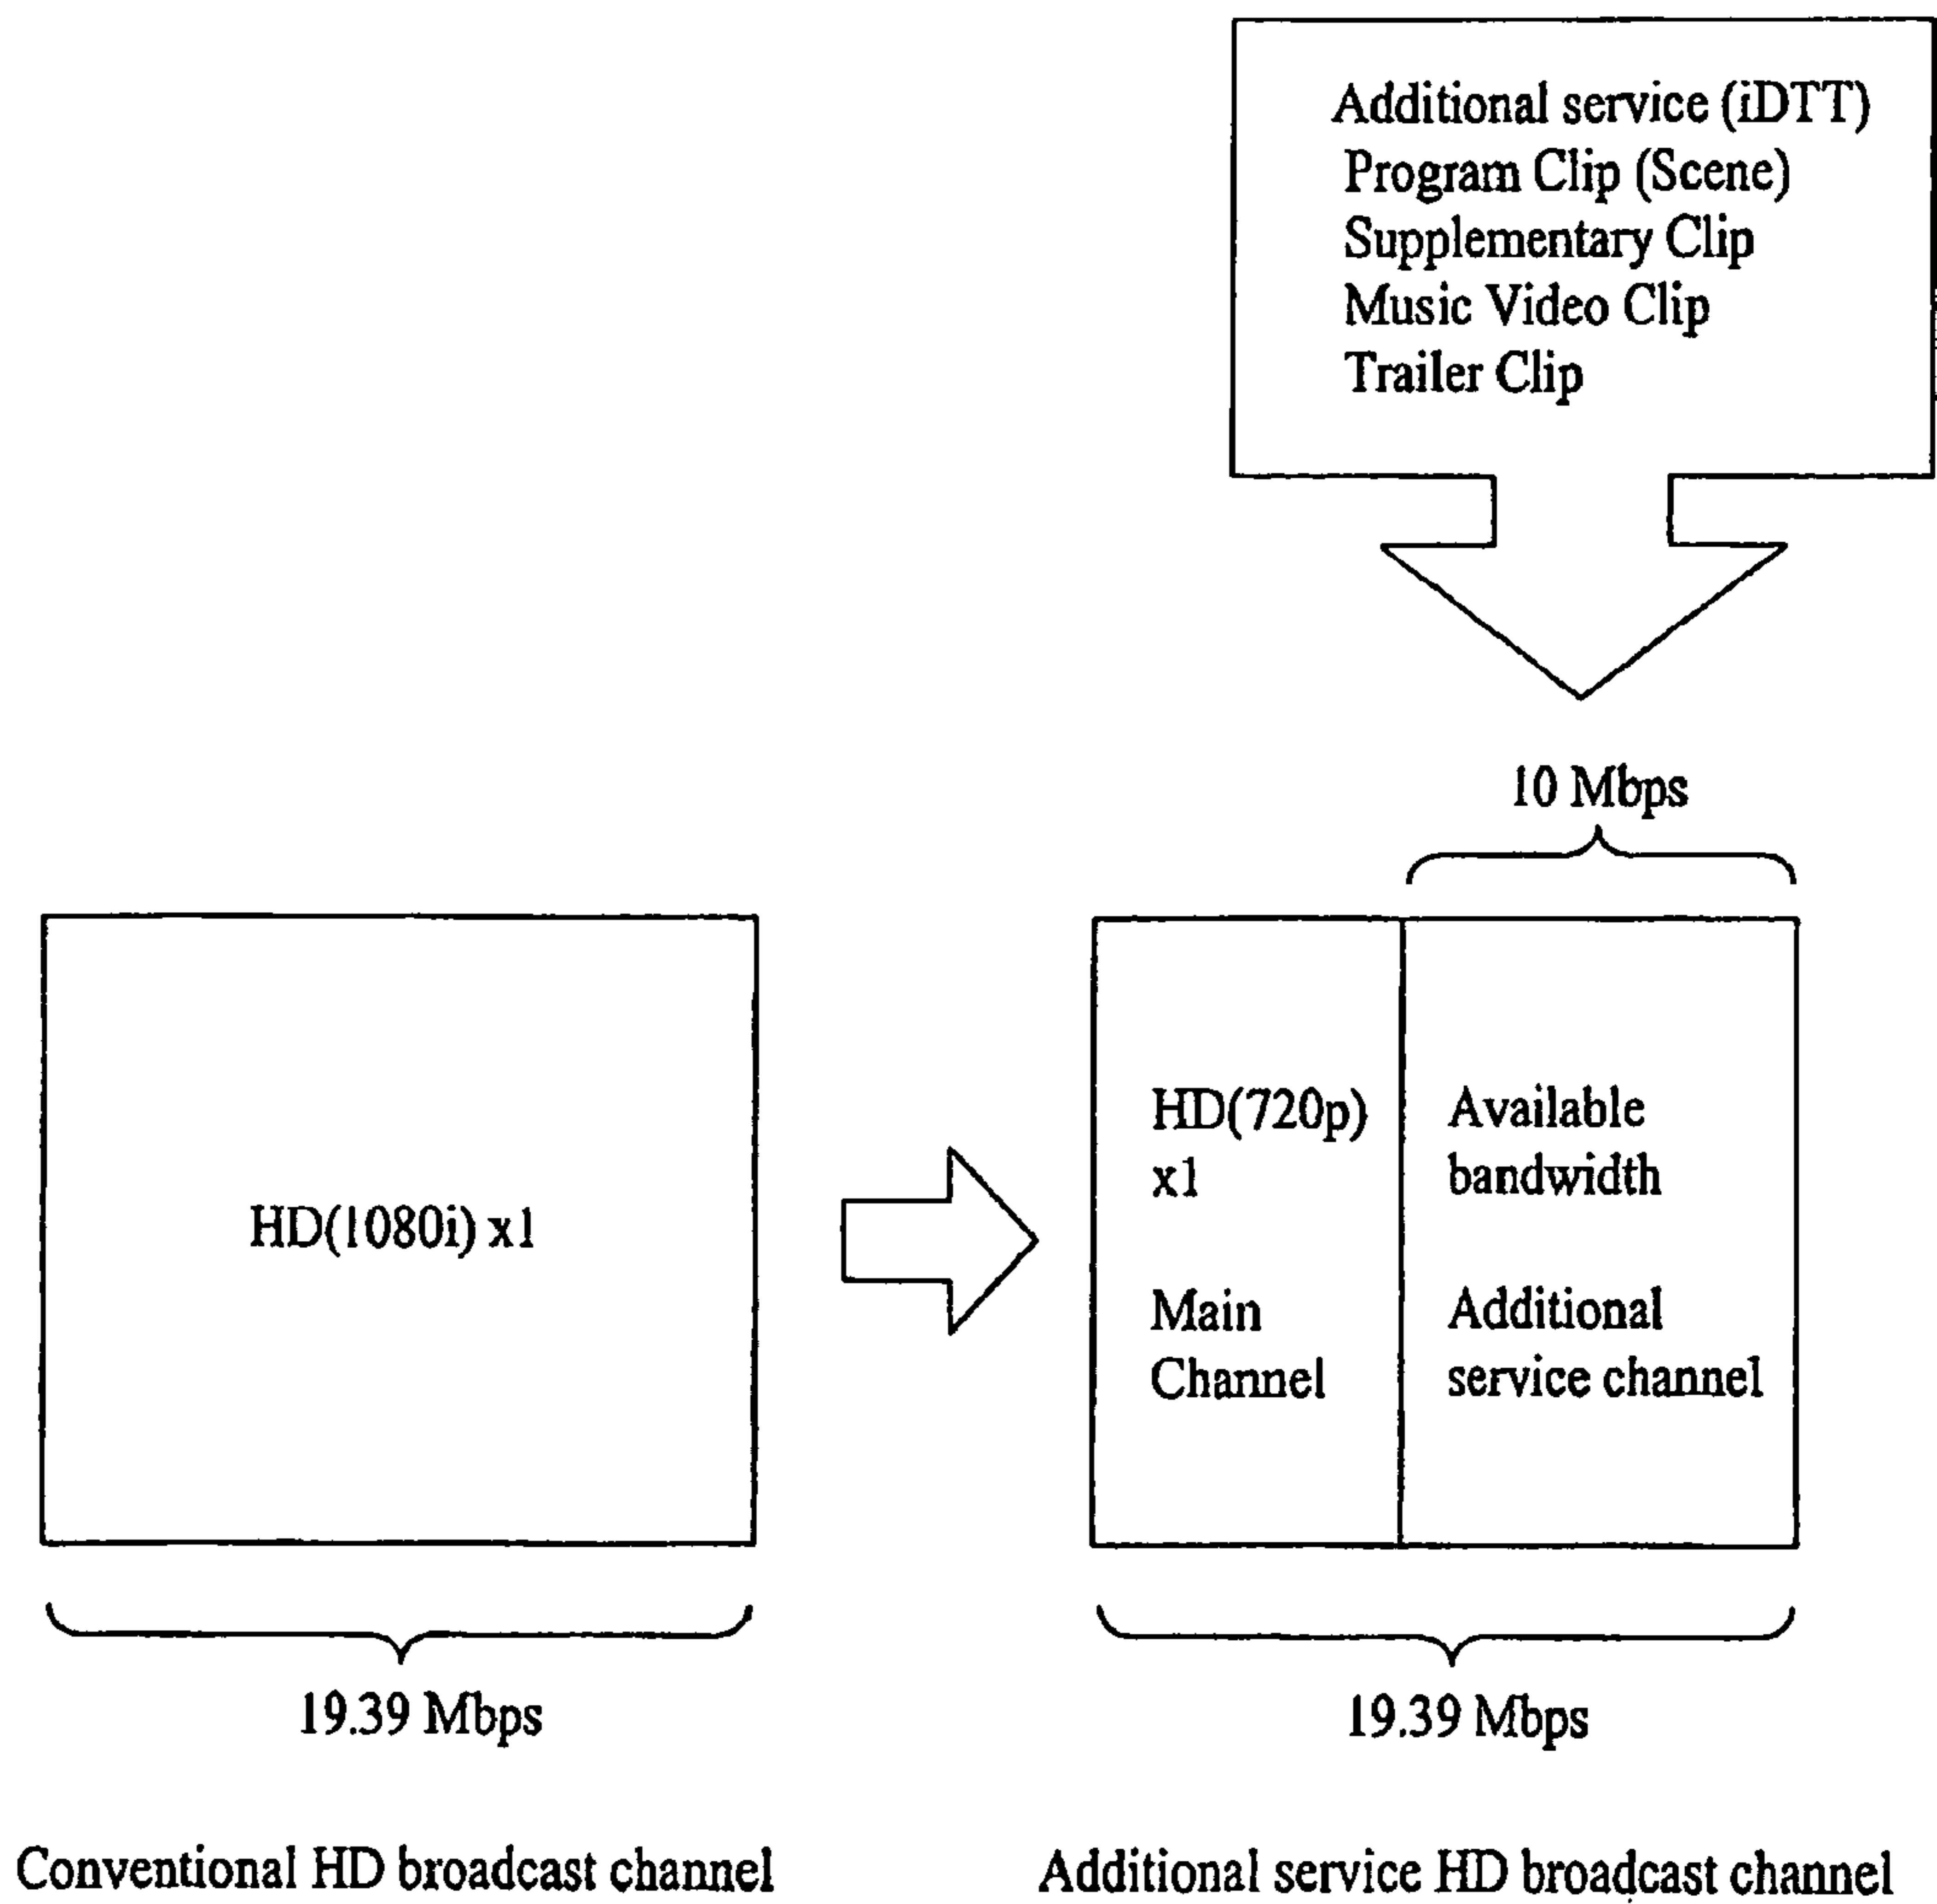 Additional service (iDTT)
Program Clip (Scene)
Supplementary Clip
Music Video Clip
Trailer Clip
10 Mbps
HD(1080i) x1
HD(720p)
x1
Main
Channel
Available
bandwidth
Additional
service channel
19.39 Mbps
19.39 Mbps
Conventional HD broadcast channel
Additional service HD broadcast channel